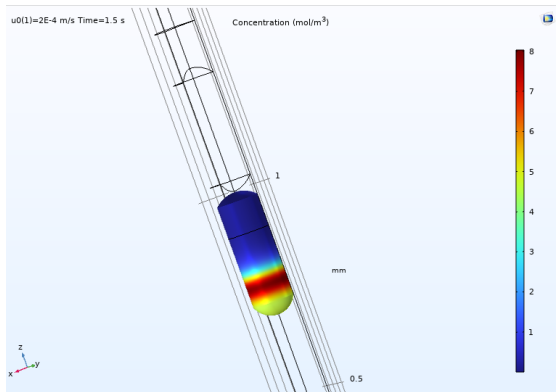 u0(1)=2E-4 m/s Time=1.5 s
Concentration (mol/m³)
8
7
6
5
4
3
2
1
1
mm
0.5
z
y
x